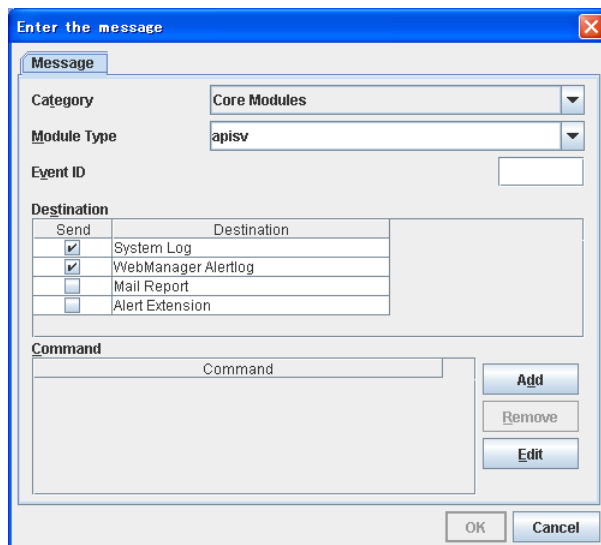 Enter the message
Message
Category Core Modules
Module Type apisv
Event ID
Destination
Send Destination
System Log
WebManager Alertlog
Mail Report
Alert Extension
Command
Command
Add
Remove
Edit
OK Cancel